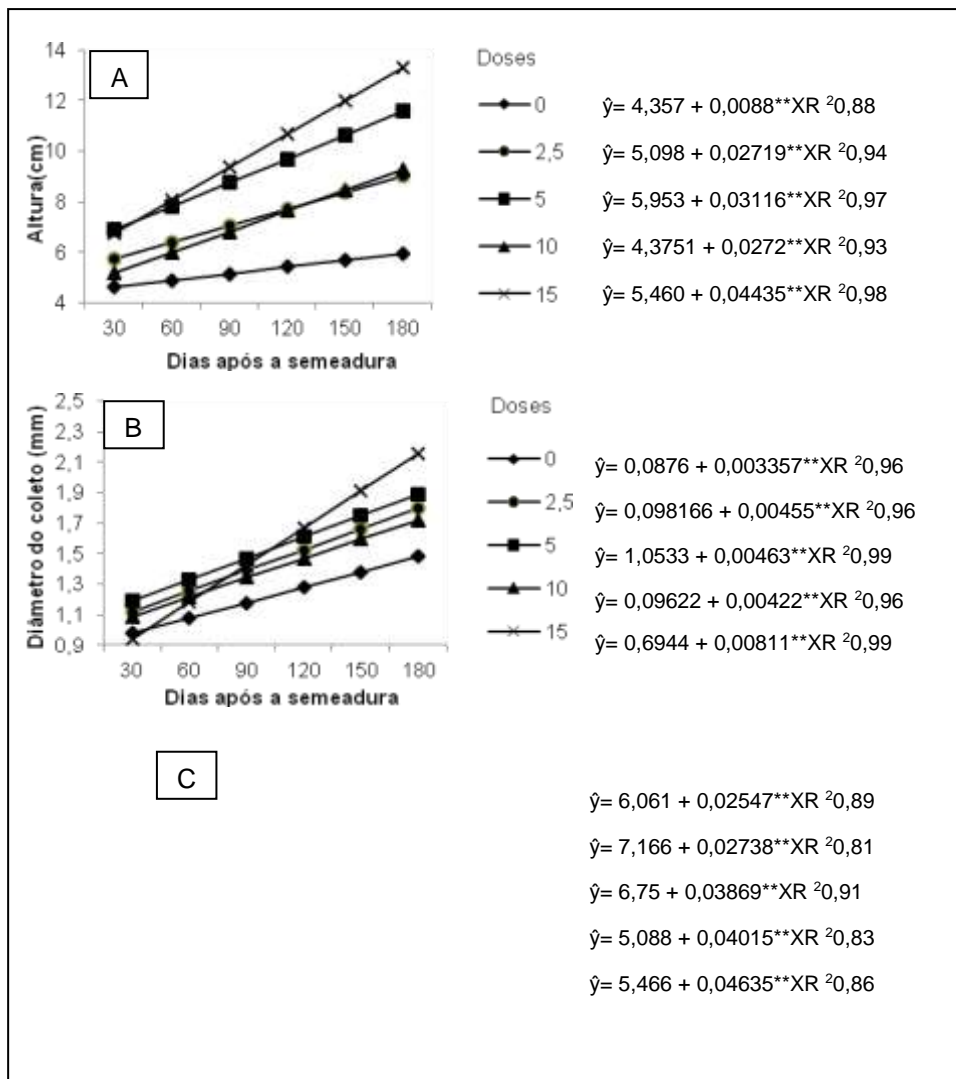 A
14
12
10
8
6
4
Altura(cm)
30 60 90 120 150 180
Dias após a semeadura
Doses
0 ŷ= 4,357 + 0,0088**XR ²0,88
2,5 ŷ= 5,098 + 0,02719**XR ²0,94
5 ŷ= 5,953 + 0,03116**XR ²0,97
10 ŷ= 4,3751 + 0,0272**XR ²0,93
15 ŷ= 5,460 + 0,04435**XR ²0,98
B
2,5
2,3
2,1
1,9
1,7
1,5
1,3
1,1
0,9
Diâmetro do coleto (mm)
30 60 90 120 150 180
Dias após a semeadura
Doses
0 ŷ= 0,0876 + 0,003357**XR ²0,96
2,5 ŷ= 0,098166 + 0,00455**XR ²0,96
5 ŷ= 1,0533 + 0,00463**XR ²0,99
10 ŷ= 0,09622 + 0,00422**XR ²0,96
15 ŷ= 0,6944 + 0,00811**XR ²0,99
C
ŷ= 6,061 + 0,02547**XR ²0,89
ŷ= 7,166 + 0,02738**XR ²0,81
ŷ= 6,75 + 0,03869**XR ²0,91
ŷ= 5,088 + 0,04015**XR ²0,83
ŷ= 5,466 + 0,04635**XR ²0,86